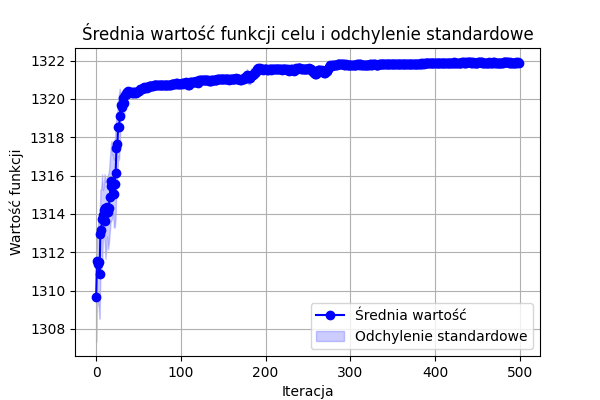 Średnia wartość funkcji celu i odchylenie standardowe
1322
1320
1318
1316
1314
1312
1310
1308
Wartość funkcji
Średnia wartość
Odchylenie standardowe
0 100 200 300 400 500
Iteracja